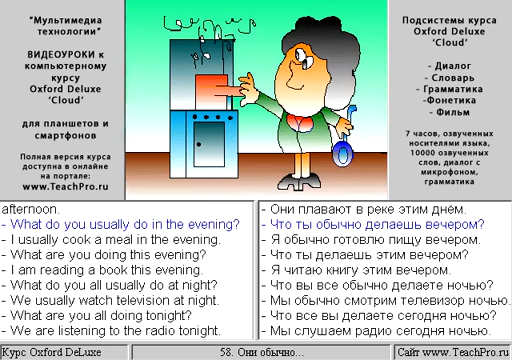 "Мультимедиа
технологии"
ВИДЕОУРОКИ к
компьютерному
курсу
Oxford Deluxe
'Cloud'
для планшетов и
смартфонов
Полная версия курса
доступна в онлайне
на портале:
www.TeachPro.ru
Подсистемы курса
Oxford Deluxe
'Cloud'
- Диалог
- Словарь
- Грамматика
-Фонетика
- Фильм
7 часов, озвученных
носителями языка,
10000 озвученных
слов, диалог с
микрофоном,
грамматика
afternoon.
- What do you usually do in the evening?
- I usually cook a meal in the evening.
- What are you doing this evening?
- I am reading a book this evening.
- What do you all usually do at night?
- We usually watch television at night.
- What are you all doing tonight?
- We are listening to the radio tonight.
- Они плавают в реке этим днём.
- Что ты обычно делаешь вечером?
- Я обычно готовлю пищу вечером.
- Что ты делаешь этим вечером?
- Я читаю книгу этим вечером.
- Что вы все обычно делаете ночью?
- Мы обычно смотрим телевизор ночью.
- Что все вы делаете сегодня ночью?
- Мы слушаем радио сегодня ночью.
Курс Oxford DeLuxe
58. Они обычно...
Сайт www.TeachPro.ru